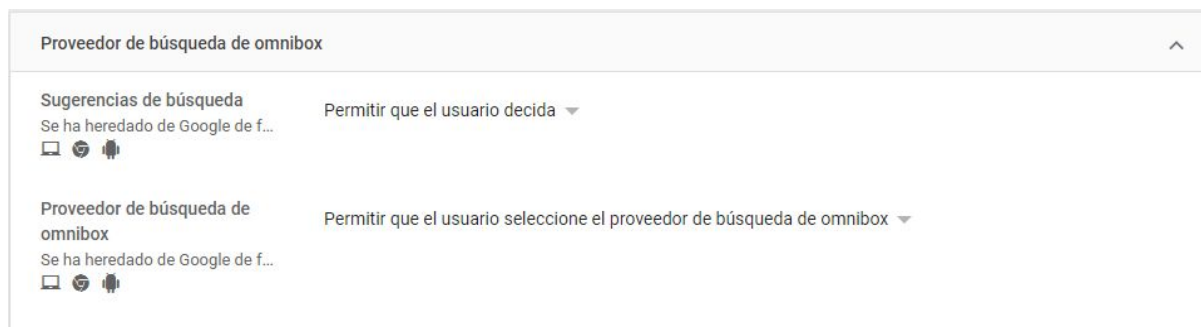 Proveedor de búsqueda de omnibox
Sugerencias de búsqueda
Se ha heredado de Google de f...
Permitir que el usuario decida
Proveedor de búsqueda de
omnibox
Se ha heredado de Google de f...
Permitir que el usuario seleccione el proveedor de búsqueda de omnibox